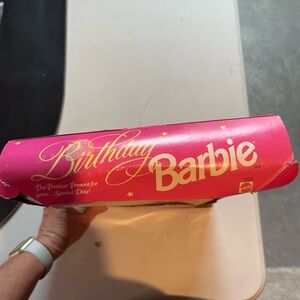 Birthday
Barbie
The Prettiest Present for
your ...Special Day!